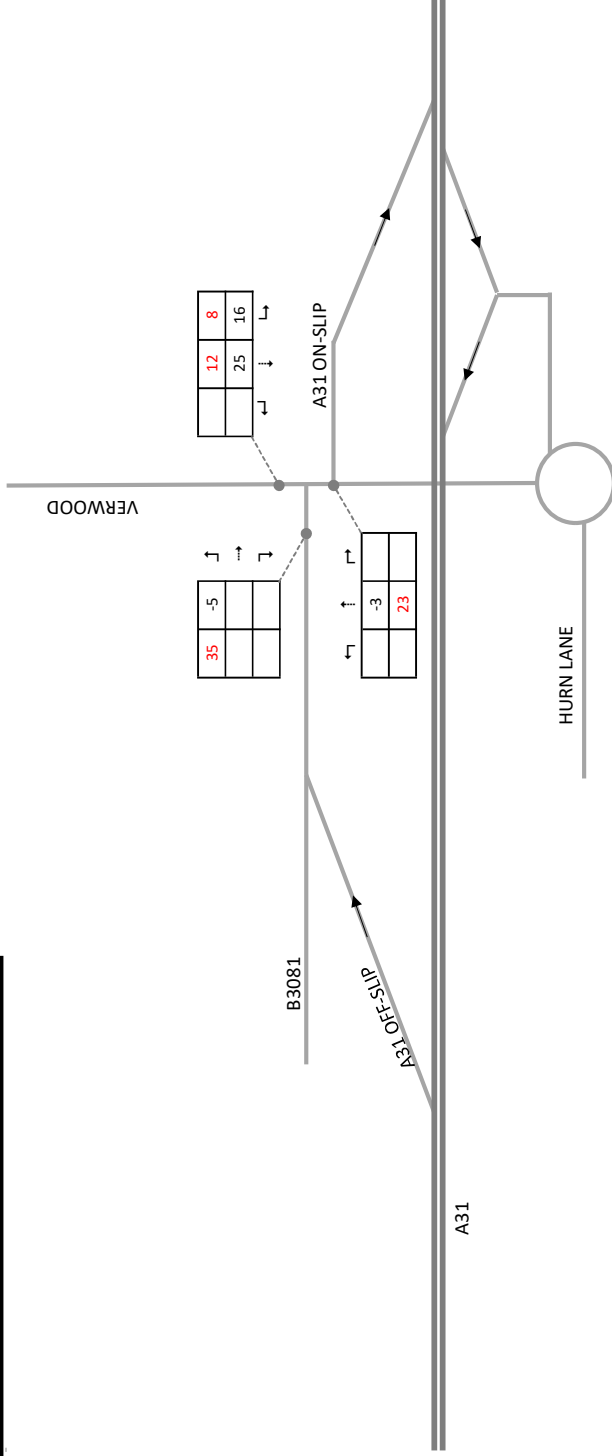 VERWOOD
12 8
25 16
A31 ON-SLIP
35 -5
-3
23
B3081
A31 OFF-SLIP
HURN LANE
A31